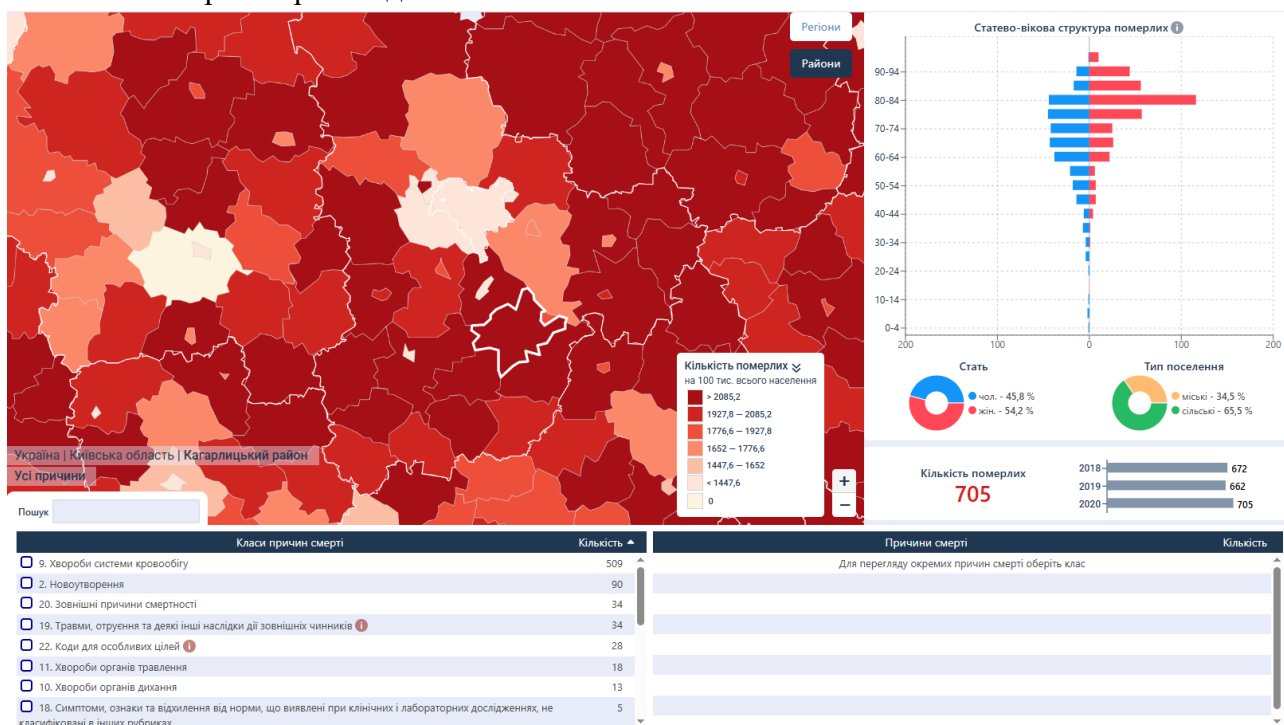 Регіони
Райони
Кількість померлих
на 100 тис. всього населення
> 2085,2
1927,8 – 2085,2
1776,6 – 1927,8
1652 – 1776,6
1447,6 – 1652
< 1447,6
0
+
−
Україна | Київська область | Кагарлицький район
Усі причини
Пошук
Статево-вікова структура померлих i
90-94
80-84
70-74
60-64
50-54
40-44
30-34
20-24
10-14
0-4
200 100 0 100 200
Стать
чол. - 45,8 %
жін. - 54,2 %
Тип поселення
міські - 34,5 %
сільські - 65,5 %
Кількість померлих
705
2018 672
2019 662
2020 705
Класи причин смерті Кількість
9. Хвороби системи кровообігу 509
2. Новоутворення 90
20. Зовнішні причини смертності 34
19. Травми, отруєння та деякі інші наслідки дії зовнішніх чинників i 34
22. Коди для особливих цілей i 28
11. Хвороби органів травлення 18
10. Хвороби органів дихання 13
18. Симптоми, ознаки та відхилення від норми, що виявлені при клінічних і лабораторних дослідженнях, не 5
класифіковані в інших рубриках
Причини смерті Кількість
Для перегляду окремих причин смерті оберіть клас